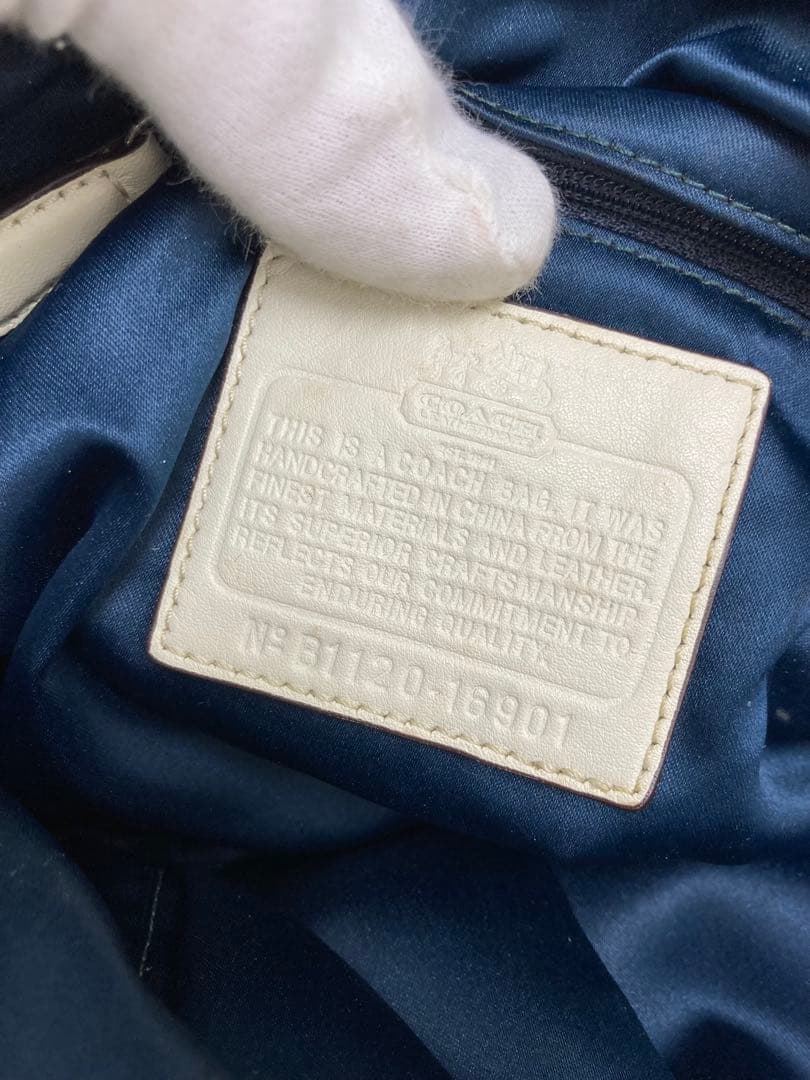 COACH
THIS IS A COACH BAG. IT WAS
HANDCRAFTED IN CHINA FROM THE
FINEST MATERIALS AND LEATHER.
ITS SUPERIOR CRAFTSMANSHIP
REFLECTS OUR COMMITMENT TO
ENDURING QUALITY.
Nº B1120-16901